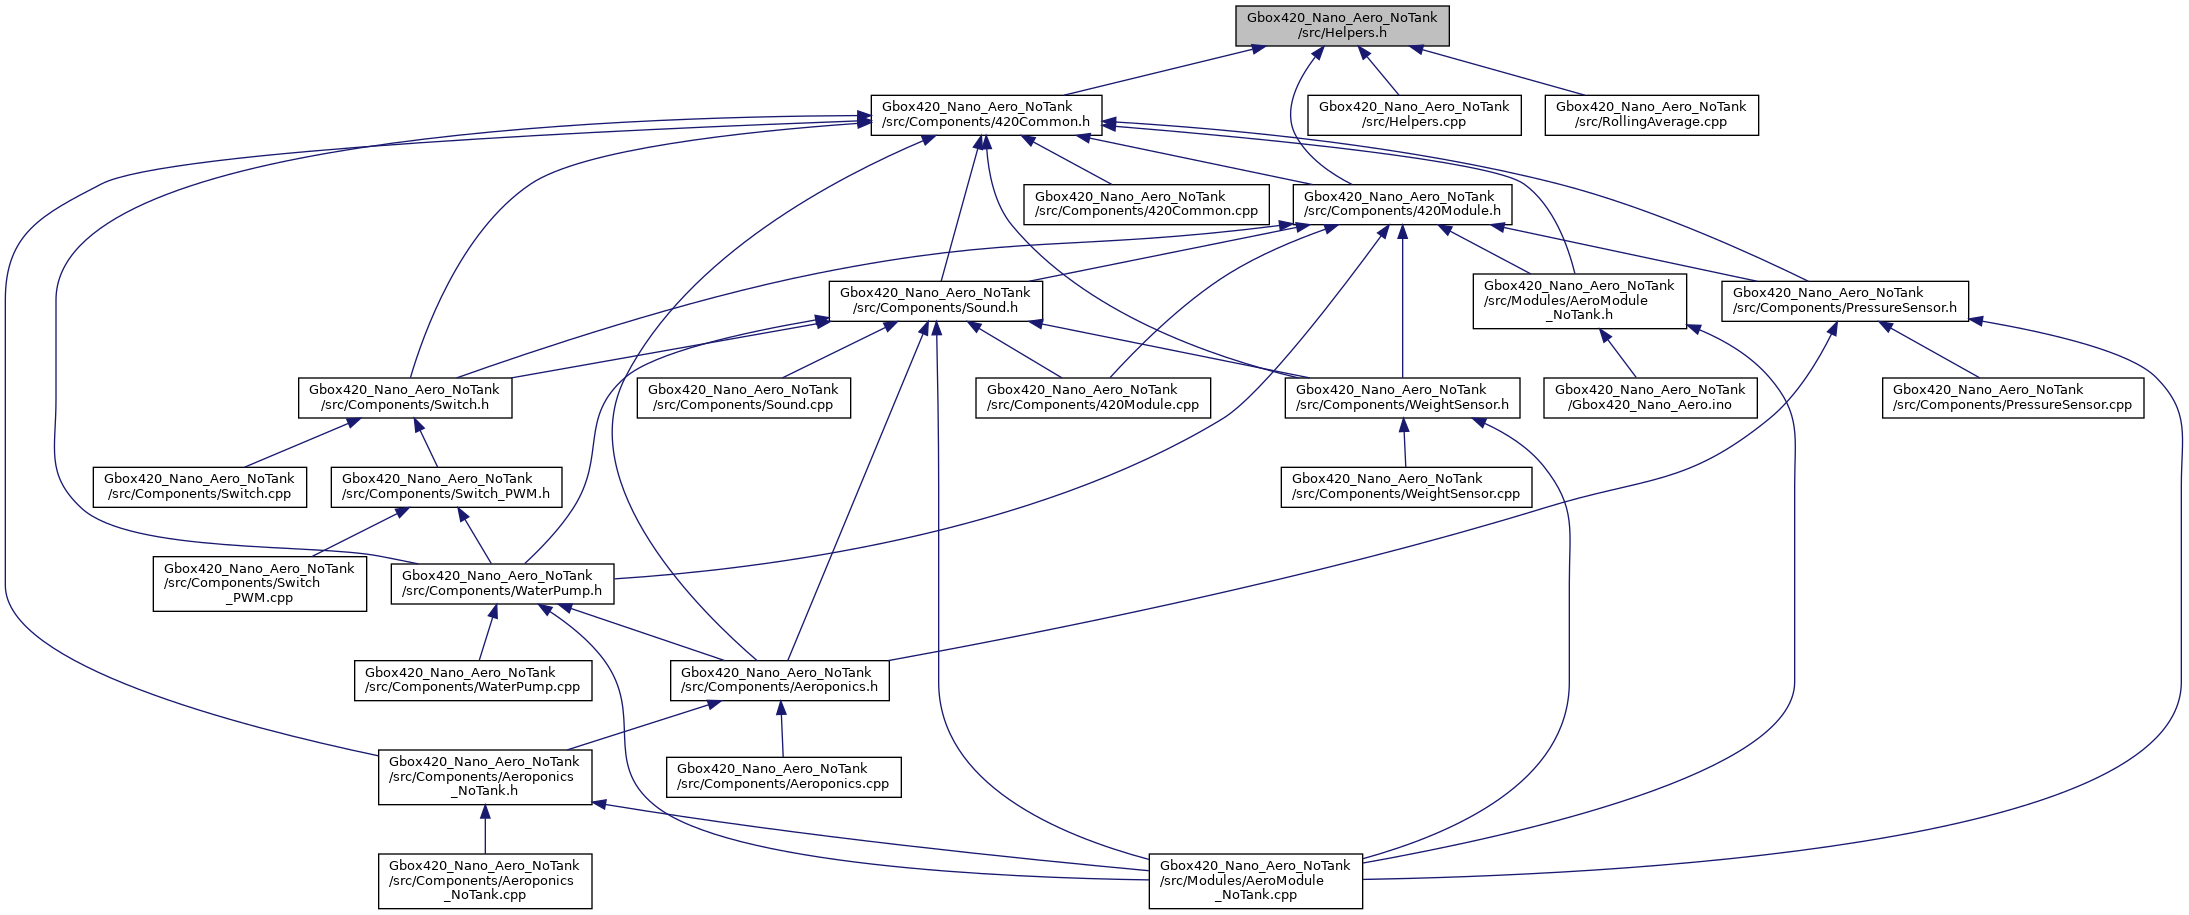 Gbox420_Nano_Aero_NoTank
/src/Helpers.h
Gbox420_Nano_Aero_NoTank
/src/Components/420Common.h
Gbox420_Nano_Aero_NoTank
/src/Helpers.cpp
Gbox420_Nano_Aero_NoTank
/src/RollingAverage.cpp
Gbox420_Nano_Aero_NoTank
/src/Components/420Common.cpp
Gbox420_Nano_Aero_NoTank
/src/Components/420Module.h
Gbox420_Nano_Aero_NoTank
/src/Components/Sound.h
Gbox420_Nano_Aero_NoTank
/src/Modules/AeroModule
_NoTank.h
Gbox420_Nano_Aero_NoTank
/src/Components/PressureSensor.h
Gbox420_Nano_Aero_NoTank
/src/Components/Switch.h
Gbox420_Nano_Aero_NoTank
/src/Components/Sound.cpp
Gbox420_Nano_Aero_NoTank
/src/Components/420Module.cpp
Gbox420_Nano_Aero_NoTank
/src/Components/WeightSensor.h
Gbox420_Nano_Aero_NoTank
/Gbox420_Nano_Aero.ino
Gbox420_Nano_Aero_NoTank
/src/Components/PressureSensor.cpp
Gbox420_Nano_Aero_NoTank
/src/Components/Switch.cpp
Gbox420_Nano_Aero_NoTank
/src/Components/Switch_PWM.h
Gbox420_Nano_Aero_NoTank
/src/Components/WeightSensor.cpp
Gbox420_Nano_Aero_NoTank
/src/Components/Switch
_PWM.cpp
Gbox420_Nano_Aero_NoTank
/src/Components/WaterPump.h
Gbox420_Nano_Aero_NoTank
/src/Components/WaterPump.cpp
Gbox420_Nano_Aero_NoTank
/src/Components/Aeroponics.h
Gbox420_Nano_Aero_NoTank
/src/Components/Aeroponics
_NoTank.h
Gbox420_Nano_Aero_NoTank
/src/Components/Aeroponics.cpp
Gbox420_Nano_Aero_NoTank
/src/Components/Aeroponics
_NoTank.cpp
Gbox420_Nano_Aero_NoTank
/src/Modules/AeroModule
_NoTank.cpp